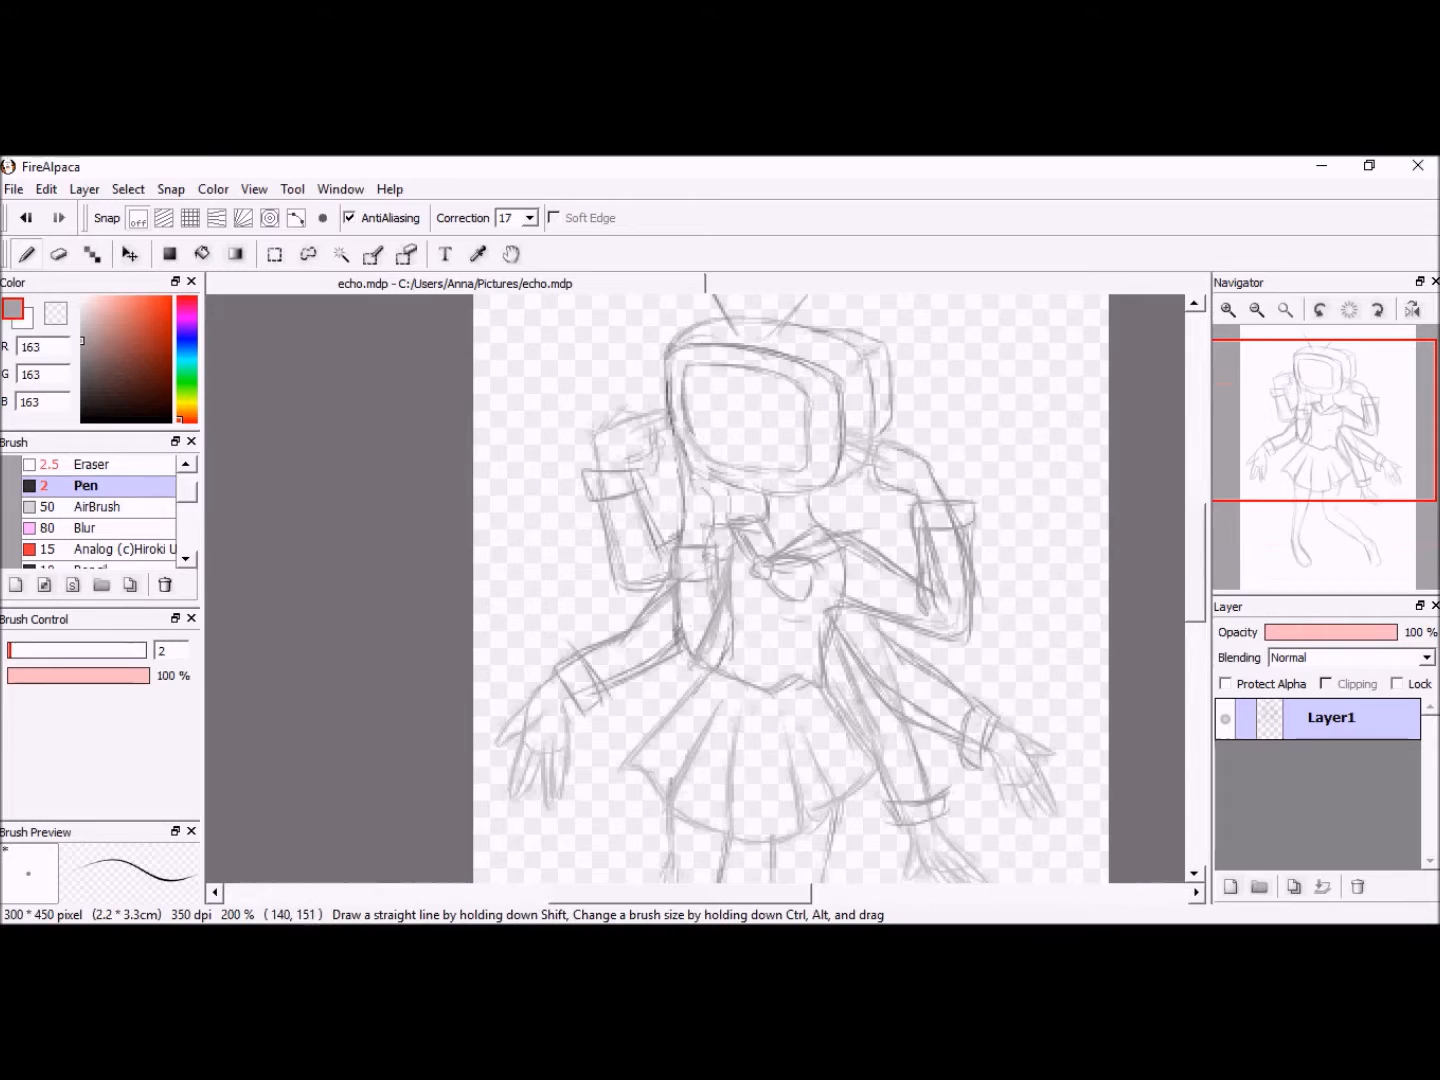 FireAlpaca
File Edit Layer Select Snap Color View Tool Window Help
Snap off AntiAliasing Correction 17 Soft Edge
T
echo.mdp - C:/Users/Anna/Pictures/echo.mdp
Color
R 163
G 163
B 163
Brush
2.5 Eraser
2 Pen
50 AirBrush
80 Blur
15 Analog (c)Hiroki U
S
Brush Control
2
100 %
Brush Preview
*
Navigator
Layer
Opacity 100 %
Blending Normal
Protect Alpha Clipping Lock
Layer1
300 * 450 pixel (2.2 * 3.3cm) 350 dpi 200 % ( 140, 151 ) Draw a straight line by holding down Shift, Change a brush size by holding down Ctrl, Alt, and drag